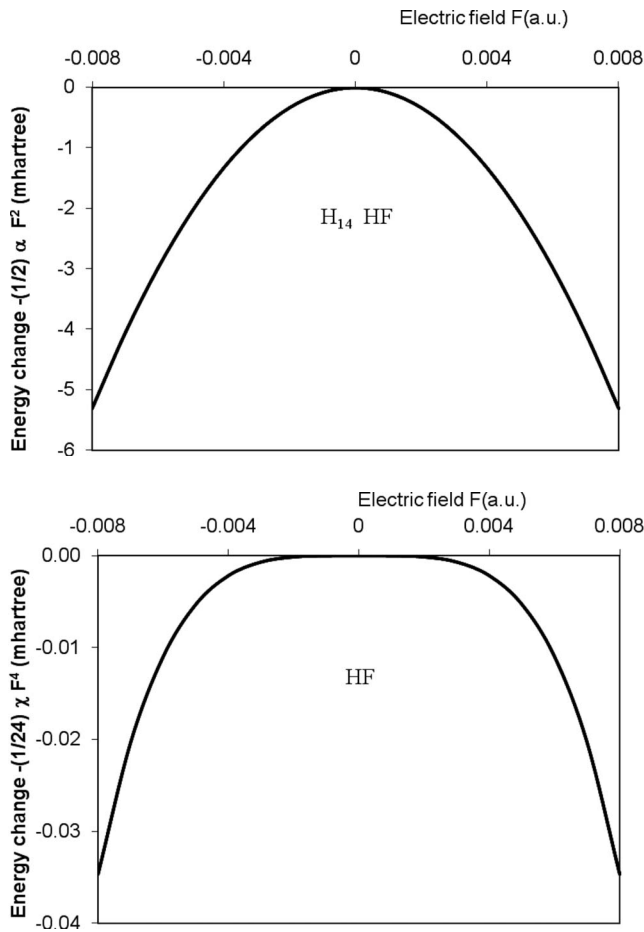 Electric field F(a.u.)
-0.008 -0.004 0 0.004 0.008
0
-1
-2
-3
-4
-5
-6
Energy change -(1/2) α F² (mhartree)
H₁₄ HF
Electric field F(a.u.)
-0.008 -0.004 0 0.004 0.008
0.00
-0.01
-0.02
-0.03
-0.04
Energy change -(1/24) χ F⁴ (mhartree)
HF